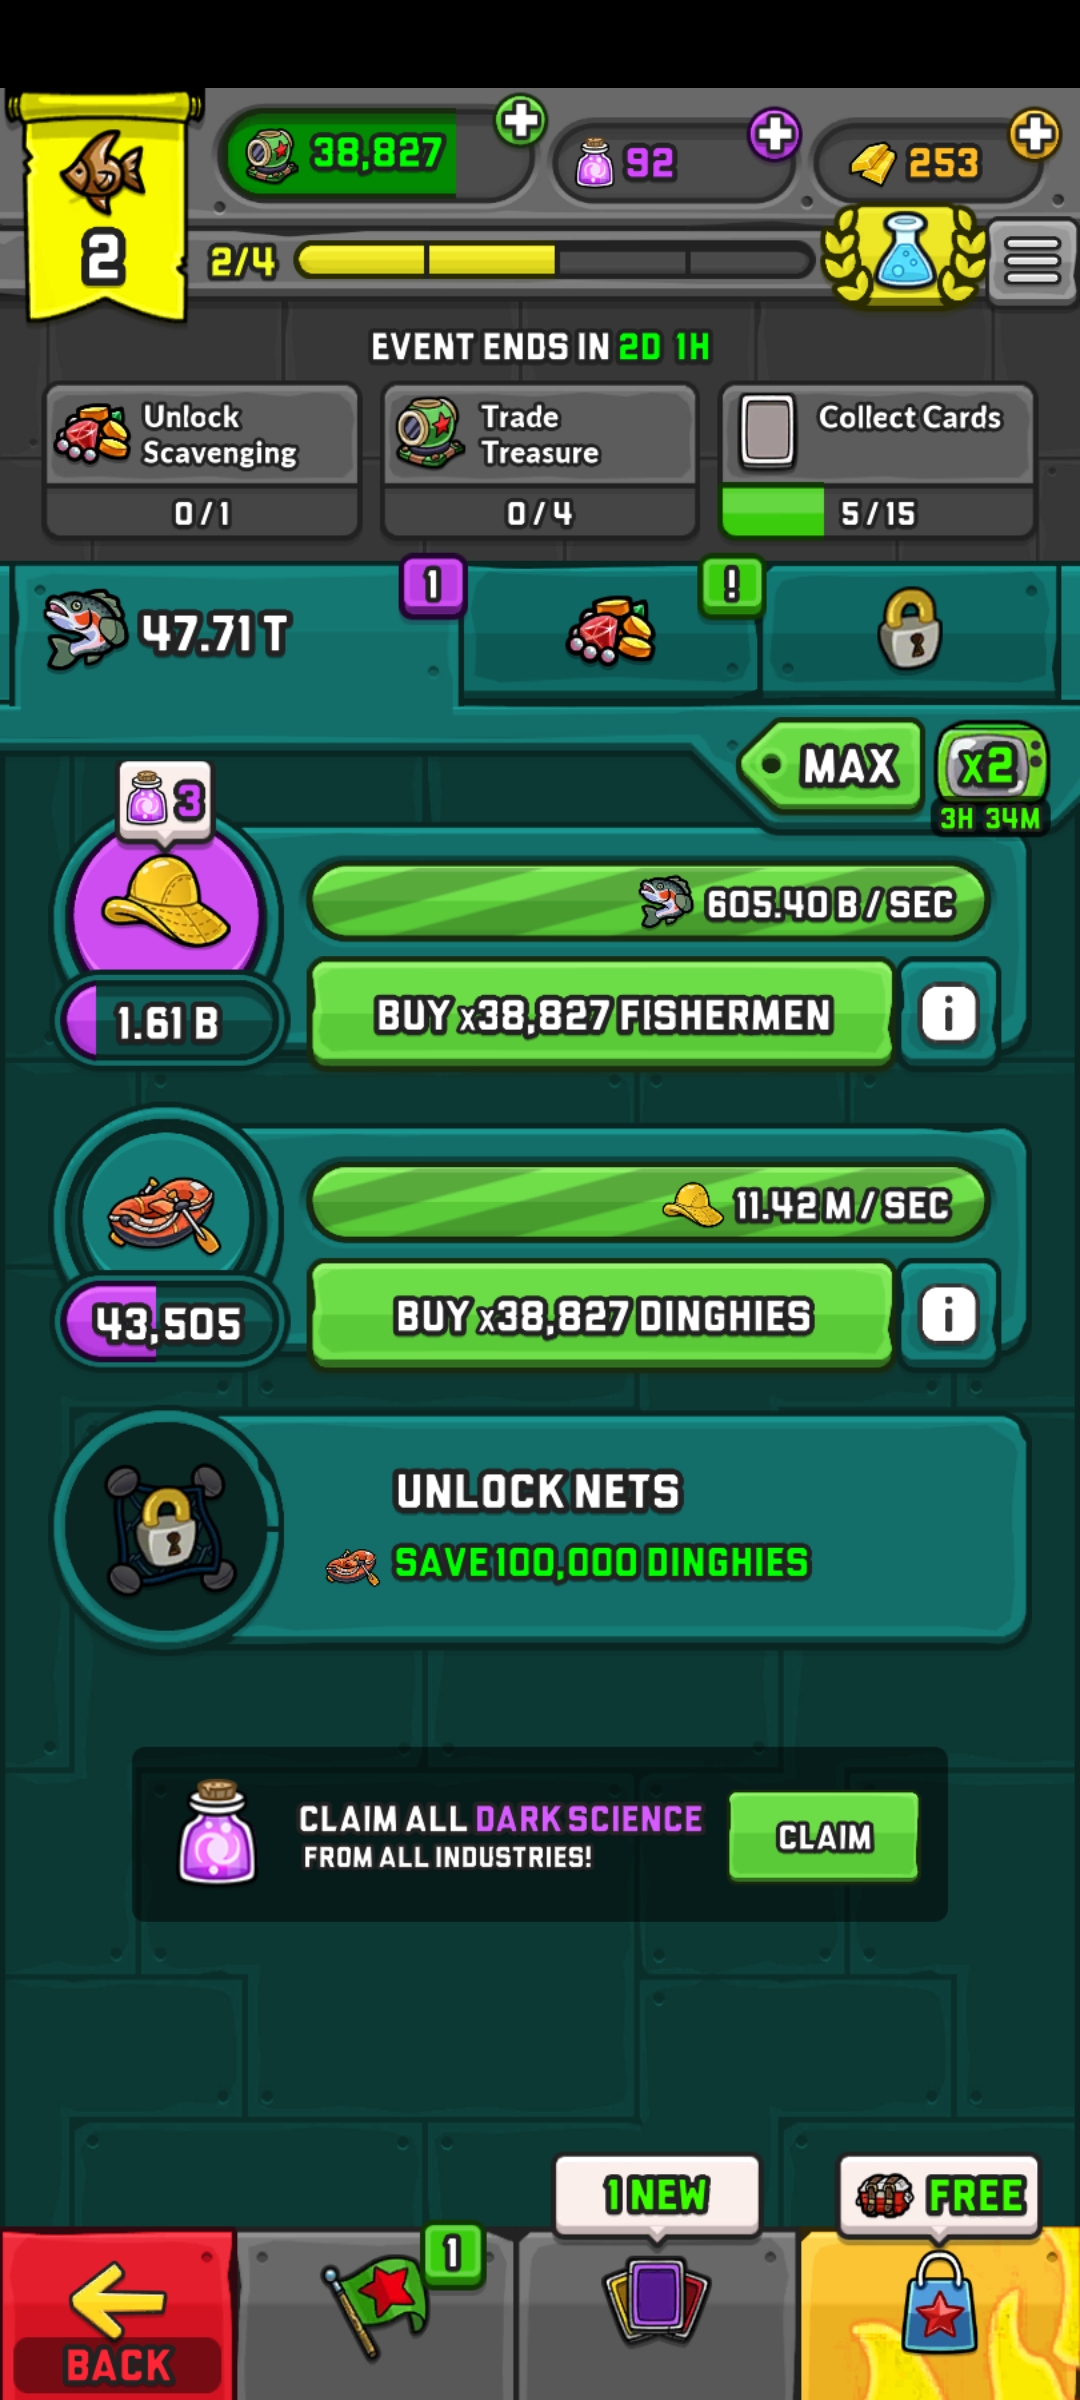 38,827
92
253
2
2/4
EVENT ENDS IN 2D 1H
Unlock
Scavenging
0/1
Trade
Treasure
0/4
Collect Cards
5/15
47.71 T
1
!
MAX
x2
3H 34M
3
605.40 B / SEC
1.61 B
BUY x38,827 FISHERMEN
i
11.42 M / SEC
43,505
BUY x38,827 DINGHIES
i
UNLOCK NETS
SAVE 100,000 DINGHIES
CLAIM ALL DARK SCIENCE
FROM ALL INDUSTRIES!
CLAIM
1 NEW
FREE
1
BACK